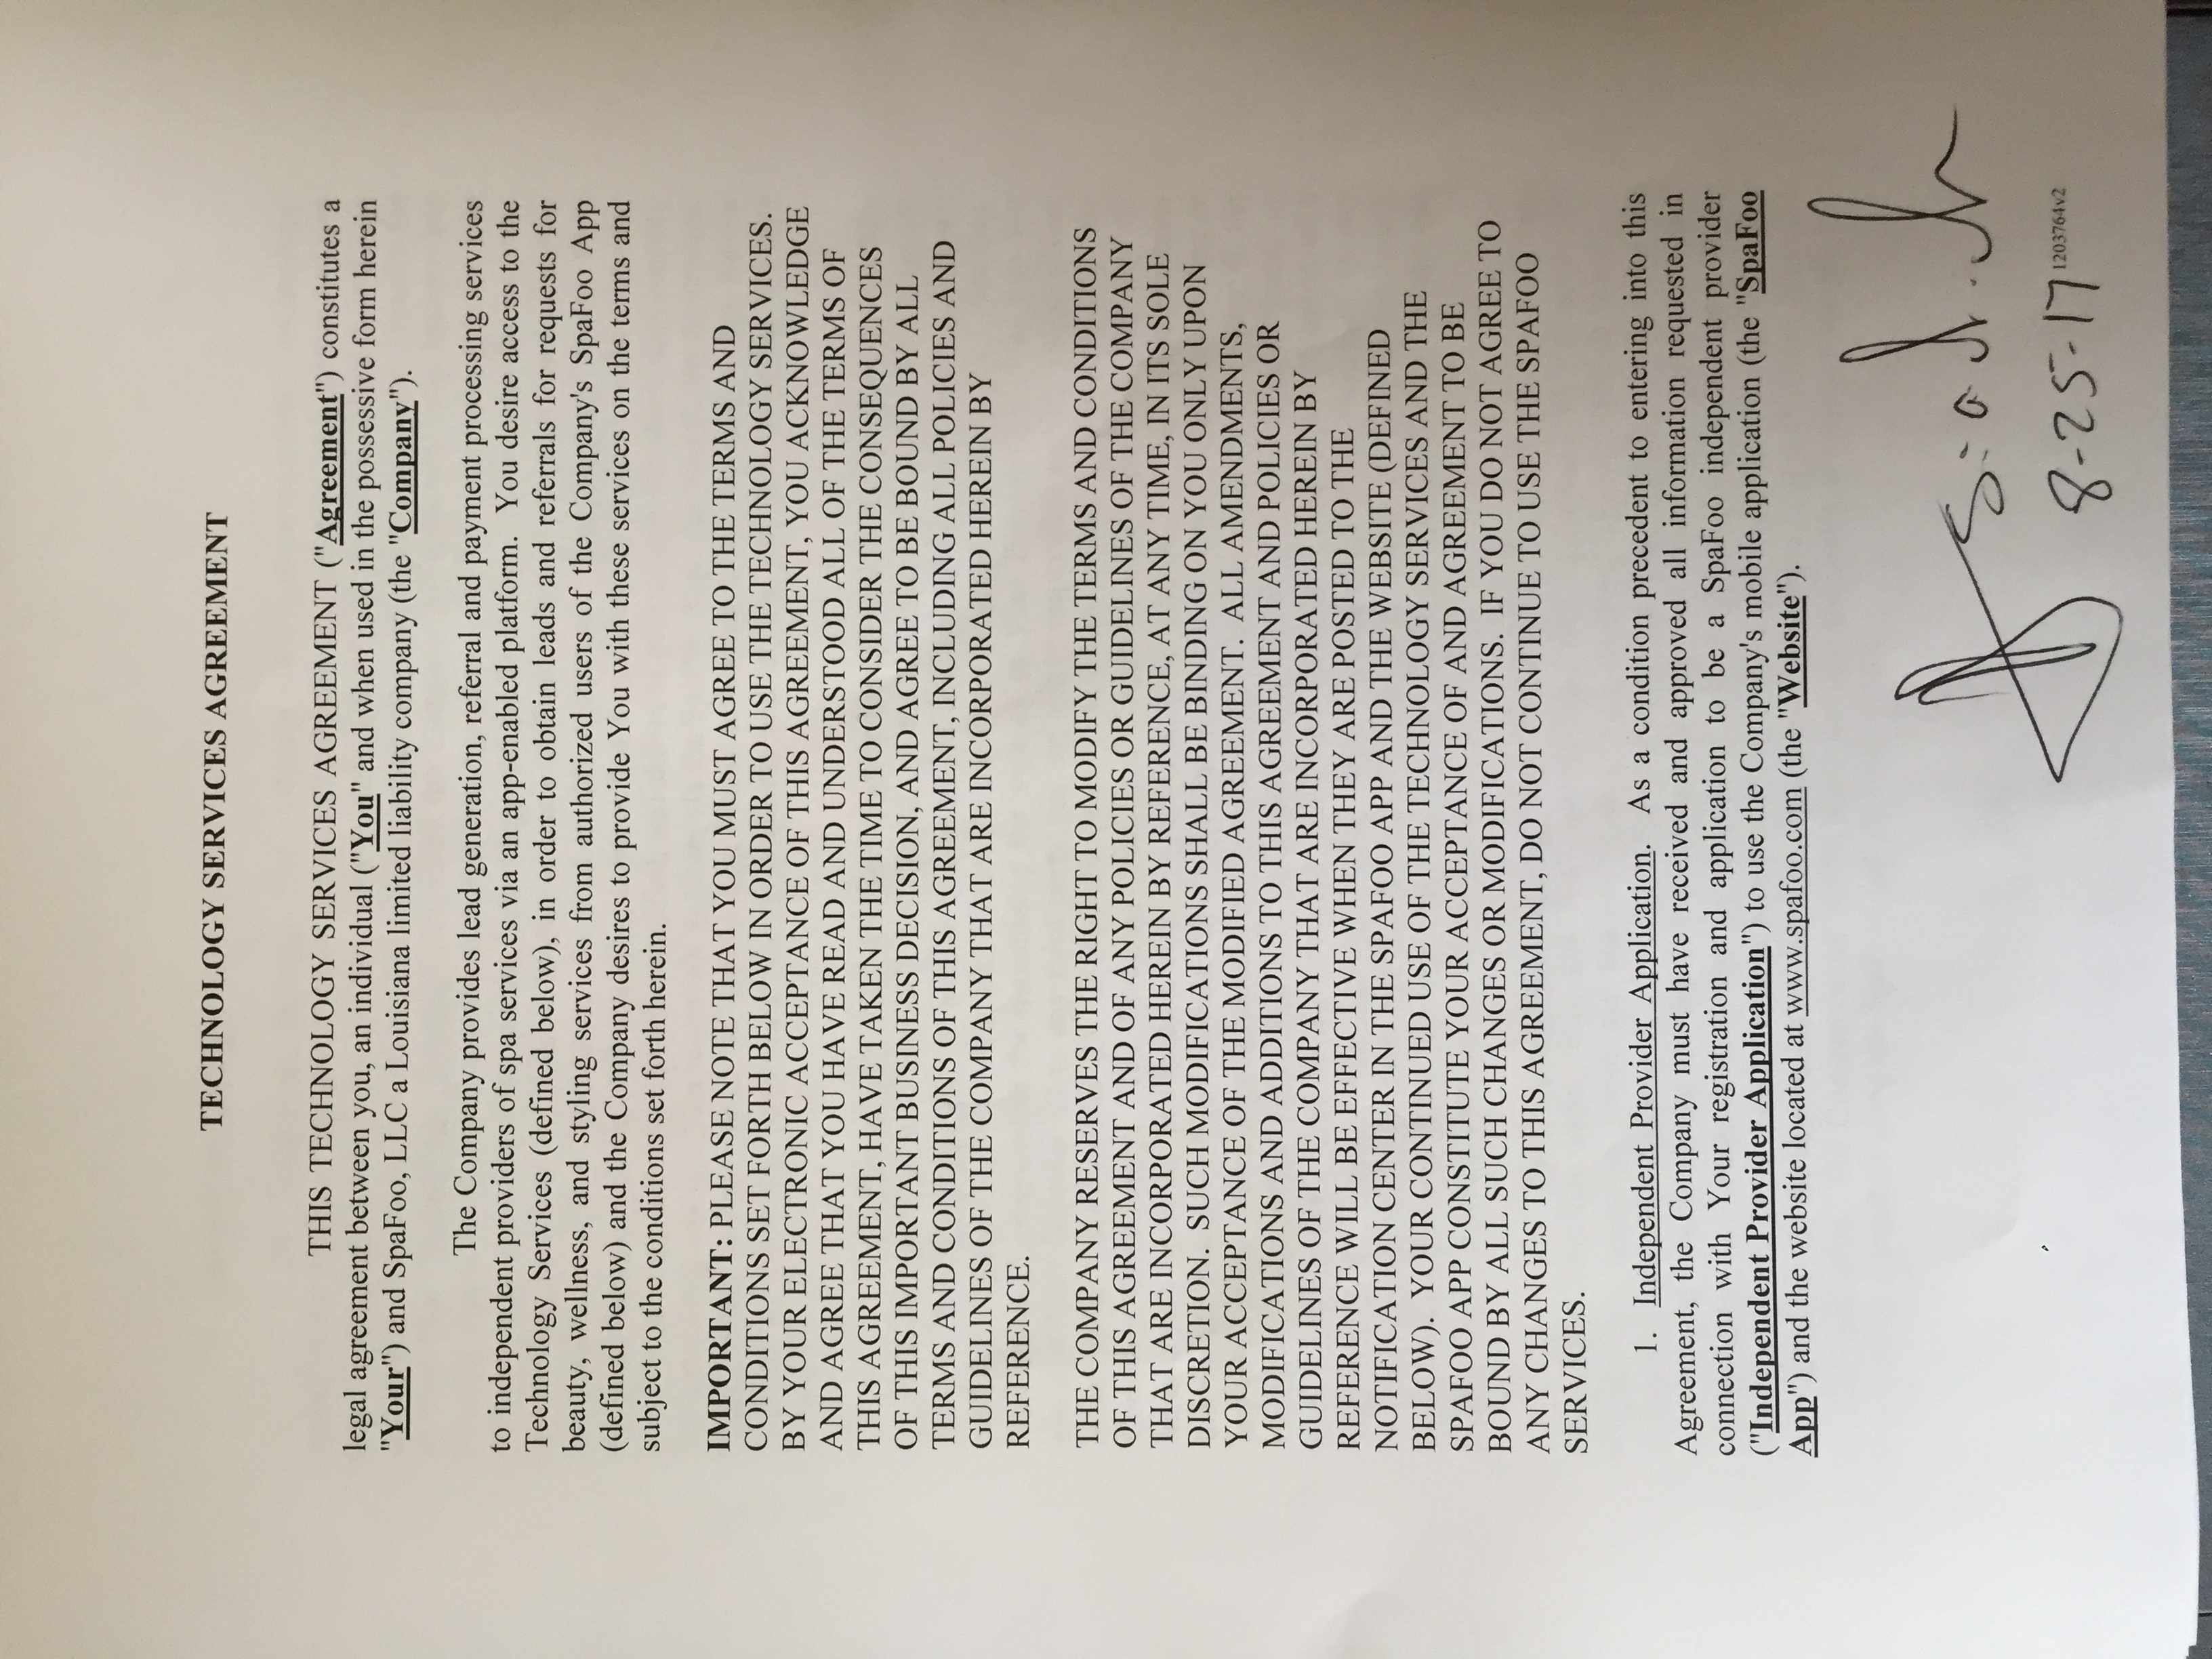 TECHNOLOGY SERVICES AGREEMENT
THIS TECHNOLOGY SERVICES AGREEMENT ("Agreement") constitutes a
legal agreement between you, an individual ("You" and when used in the possessive form herein
"Your") and SpaFoo, LLC a Louisiana limited liability company (the "Company").
The Company provides lead generation, referral and payment processing services
to independent providers of spa services via an app-enabled platform. You desire access to the
Technology Services (defined below), in order to obtain leads and referrals for requests for
beauty, wellness, and styling services from authorized users of the Company's SpaFoo App
(defined below) and the Company desires to provide You with these services on the terms and
subject to the conditions set forth herein.
IMPORTANT: PLEASE NOTE THAT YOU MUST AGREE TO THE TERMS AND
CONDITIONS SET FORTH BELOW IN ORDER TO USE THE TECHNOLOGY SERVICES.
BY YOUR ELECTRONIC ACCEPTANCE OF THIS AGREEMENT, YOU ACKNOWLEDGE
AND AGREE THAT YOU HAVE READ AND UNDERSTOOD ALL OF THE TERMS OF
THIS AGREEMENT, HAVE TAKEN THE TIME TO CONSIDER THE CONSEQUENCES
OF THIS IMPORTANT BUSINESS DECISION, AND AGREE TO BE BOUND BY ALL
TERMS AND CONDITIONS OF THIS AGREEMENT, INCLUDING ALL POLICIES AND
GUIDELINES OF THE COMPANY THAT ARE INCORPORATED HEREIN BY
REFERENCE.
THE COMPANY RESERVES THE RIGHT TO MODIFY THE TERMS AND CONDITIONS
OF THIS AGREEMENT AND OF ANY POLICIES OR GUIDELINES OF THE COMPANY
THAT ARE INCORPORATED HEREIN BY REFERENCE, AT ANY TIME, IN ITS SOLE
DISCRETION. SUCH MODIFICATIONS SHALL BE BINDING ON YOU ONLY UPON
YOUR ACCEPTANCE OF THE MODIFIED AGREEMENT. ALL AMENDMENTS,
MODIFICATIONS AND ADDITIONS TO THIS AGREEMENT AND POLICIES OR
GUIDELINES OF THE COMPANY THAT ARE INCORPORATED HEREIN BY
REFERENCE WILL BE EFFECTIVE WHEN THEY ARE POSTED TO THE
NOTIFICATION CENTER IN THE SPAFOO APP AND THE WEBSITE (DEFINED
BELOW). YOUR CONTINUED USE OF THE TECHNOLOGY SERVICES AND THE
SPAFOO APP CONSTITUTE YOUR ACCEPTANCE OF AND AGREEMENT TO BE
BOUND BY ALL SUCH CHANGES OR MODIFICATIONS. IF YOU DO NOT AGREE TO
ANY CHANGES TO THIS AGREEMENT, DO NOT CONTINUE TO USE THE SPAFOO
SERVICES.
1. Independent Provider Application. As a condition precedent to entering into this
Agreement, the Company must have received and approved all information requested in
connection with Your registration and application to be a SpaFoo independent provider
("Independent Provider Application") to use the Company's mobile application (the "SpaFoo
App") and the website located at www.spafoo.com (the "Website").
8-25-17
1203764v2